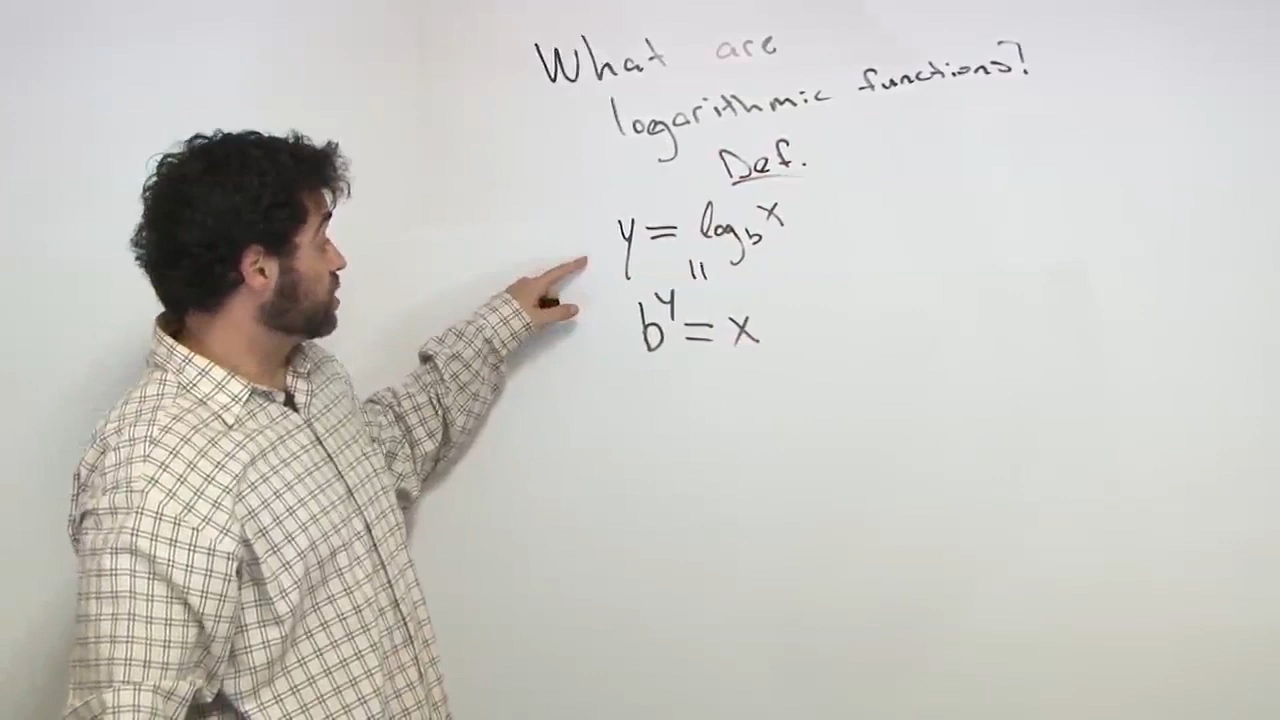 What are
logarithmic functions?
Def.
y = log_b x
=
b^y = x